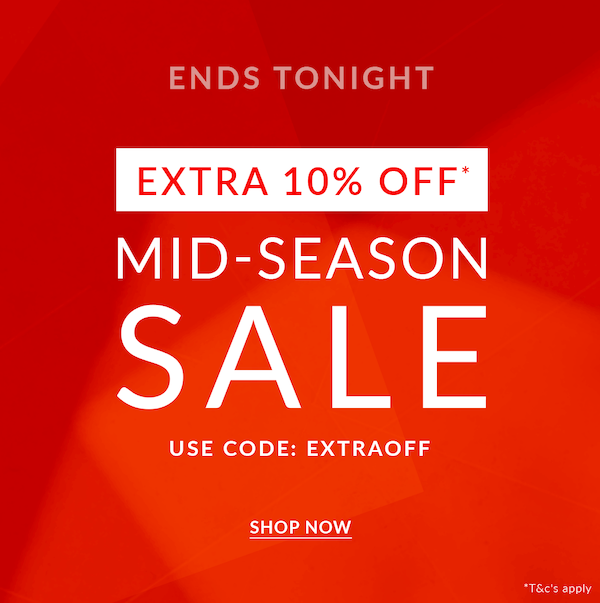 ENDS TONIGHT
EXTRA 10% OFF*
MID-SEASON
SALE
USE CODE: EXTRAOFF
SHOP NOW
*T&c's apply